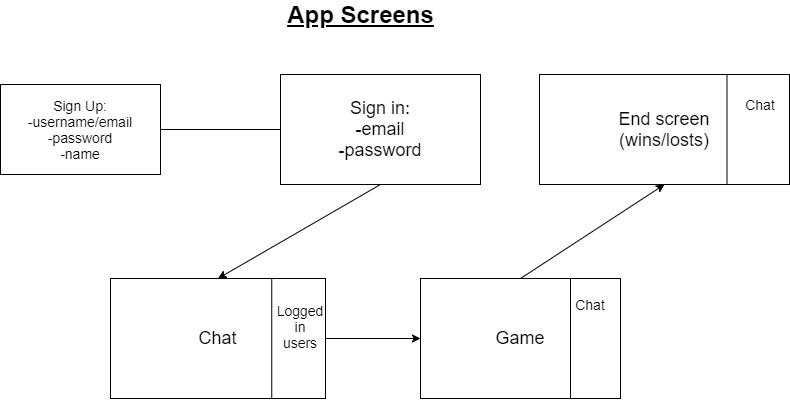 App Screens
Sign Up:
-username/email
-password
-name
Sign in:
-email
-password
End screen
(wins/losts)
Chat
Chat
Logged
in
users
Game
Chat